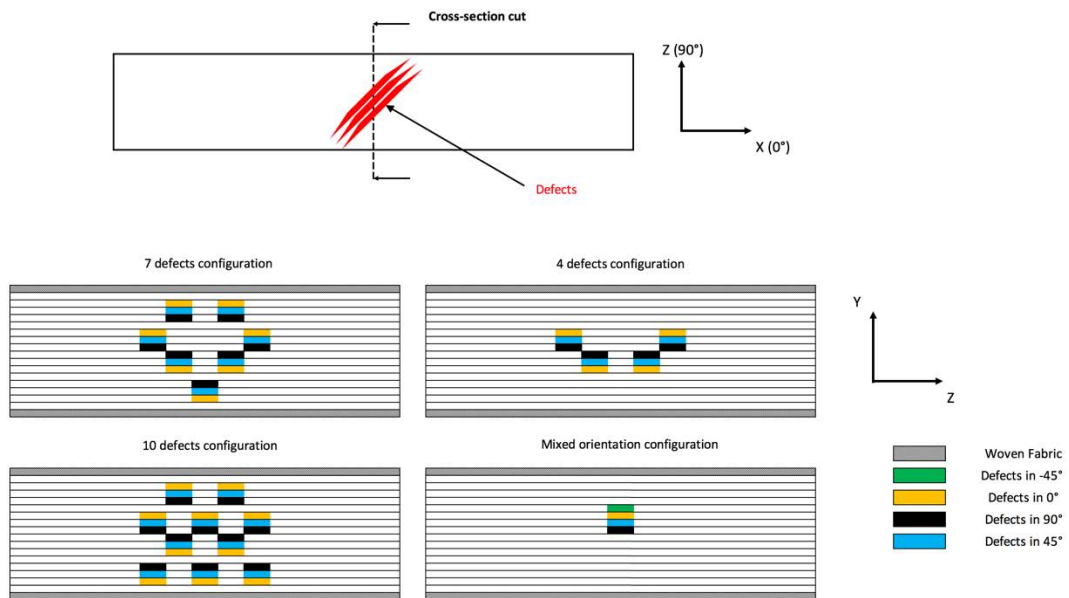 Cross-section cut
Z (90°)
X (0°)
Defects
7 defects configuration
4 defects configuration
Y
Z
10 defects configuration
Mixed orientation configuration
Woven Fabric
Defects in -45°
Defects in 0°
Defects in 90°
Defects in 45°